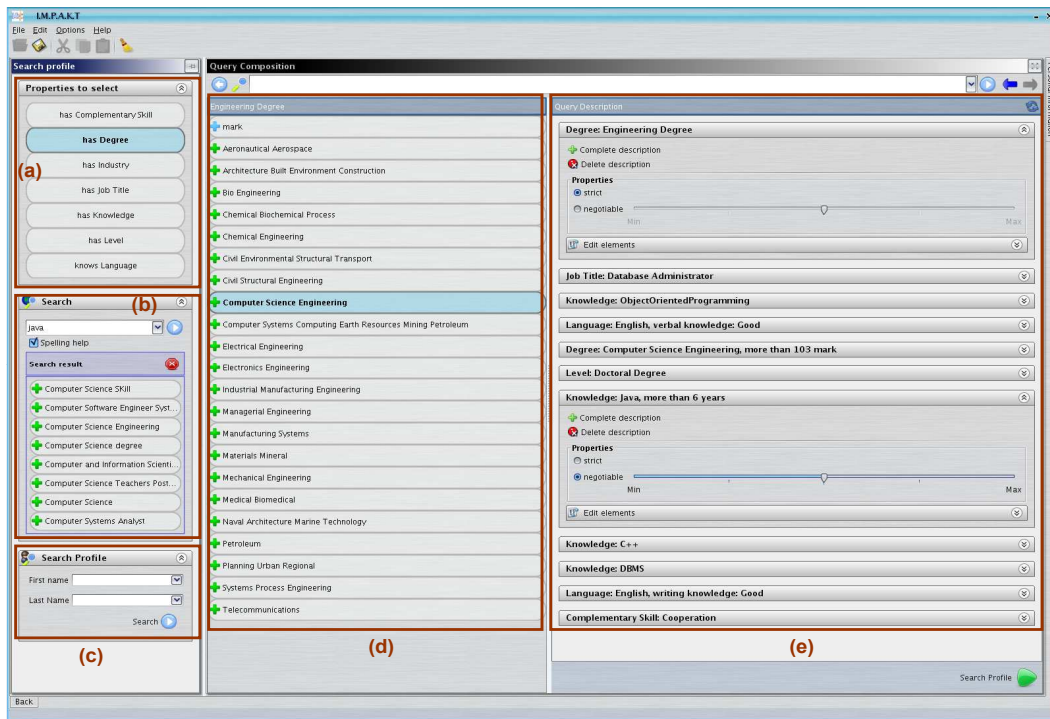 I.M.P.A.K.T
File Edit Options Help
Search profile
Query Composition
Properties to select
has Complementary Skill
has Degree
has Industry
has Job Title
has Knowledge
has Level
knows Language
(a)
Search
(b)
java
Spelling help
Search result
Computer Science SKill
Computer Software Engineer Syst...
Computer Science Engineering
Computer Science degree
Computer and Information Scienti...
Computer Science Teachers Post...
Computer Science
Computer Systems Analyst
Search Profile
First name
Last Name
Search
(c)
Engineering Degree
mark
Aeronautical Aerospace
Architecture Built Environment Construction
Bio Engineering
Chemical Biochemical Process
Chemical Engineering
Civil Environmental Structural Transport
Civil Structural Engineering
Computer Science Engineering
Computer Systems Computing Earth Resources Mining Petroleum
Electrical Engineering
Electronics Engineering
Industrial Manufacturing Engineering
Managerial Engineering
Manufacturing Systems
Materials Mineral
Mechanical Engineering
Medical Biomedical
Naval Architecture Marine Technology
Petroleum
Planning Urban Regional
Systems Process Engineering
Telecommunications
(d)
Query Description
Degree: Engineering Degree
Complete description
Delete description
Properties
strict
negotiable
Min Max
Edit elements
Job Title: Database Administrator
Knowledge: ObjectOrientedProgramming
Language: English, verbal knowledge: Good
Degree: Computer Science Engineering, more than 103 mark
Level: Doctoral Degree
Knowledge: Java, more than 6 years
Complete description
Delete description
Properties
strict
negotiable
Min Max
Edit elements
Knowledge: C++
Knowledge: DBMS
Language: English, writing knowledge: Good
Complementary Skill: Cooperation
(e)
Search Profile
Back